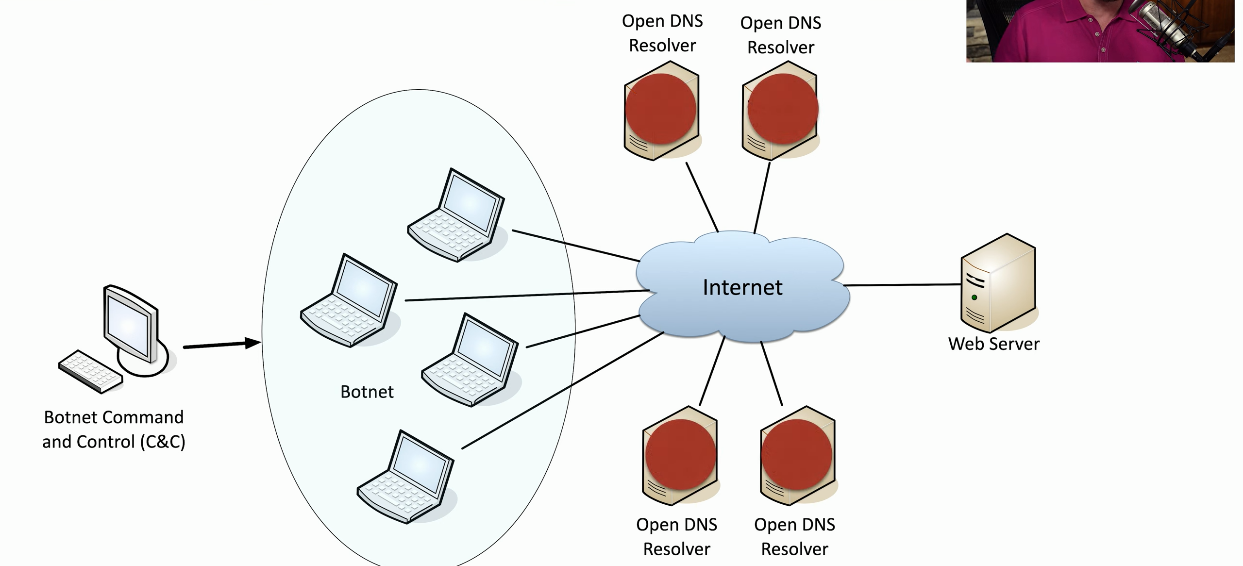 Open DNS
Resolver
Open DNS
Resolver
Internet
Web Server
Botnet
Botnet Command
and Control (C&C)
Open DNS
Resolver
Open DNS
Resolver